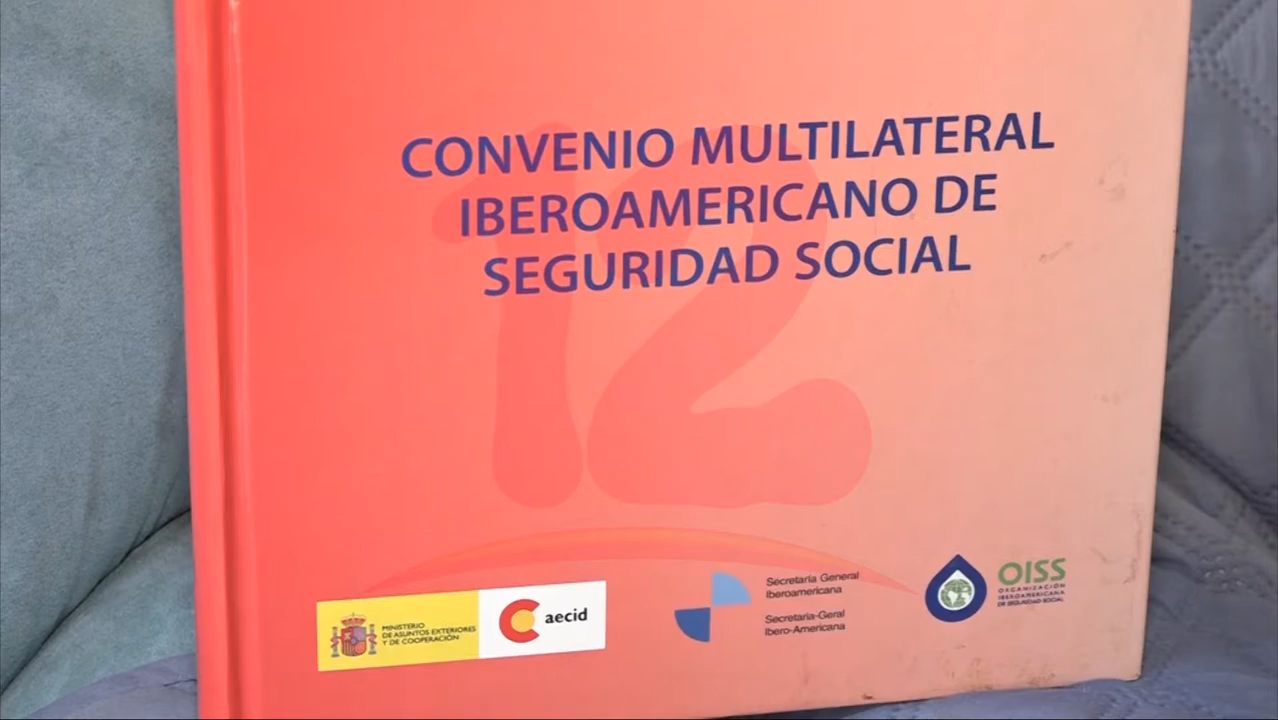 CONVENIO MULTILATERAL
IBEROAMERICANO DE
SEGURIDAD SOCIAL
12
MINISTERIO
DE ASUNTOS EXTERIORES
Y DE COOPERACIÓN
aecid
Secretaría General
Iberoamericana
Secretaria-Geral
Ibero-Americana
OISS
ORGANIZACIÓN
IBEROAMERICANA
DE SEGURIDAD SOCIAL